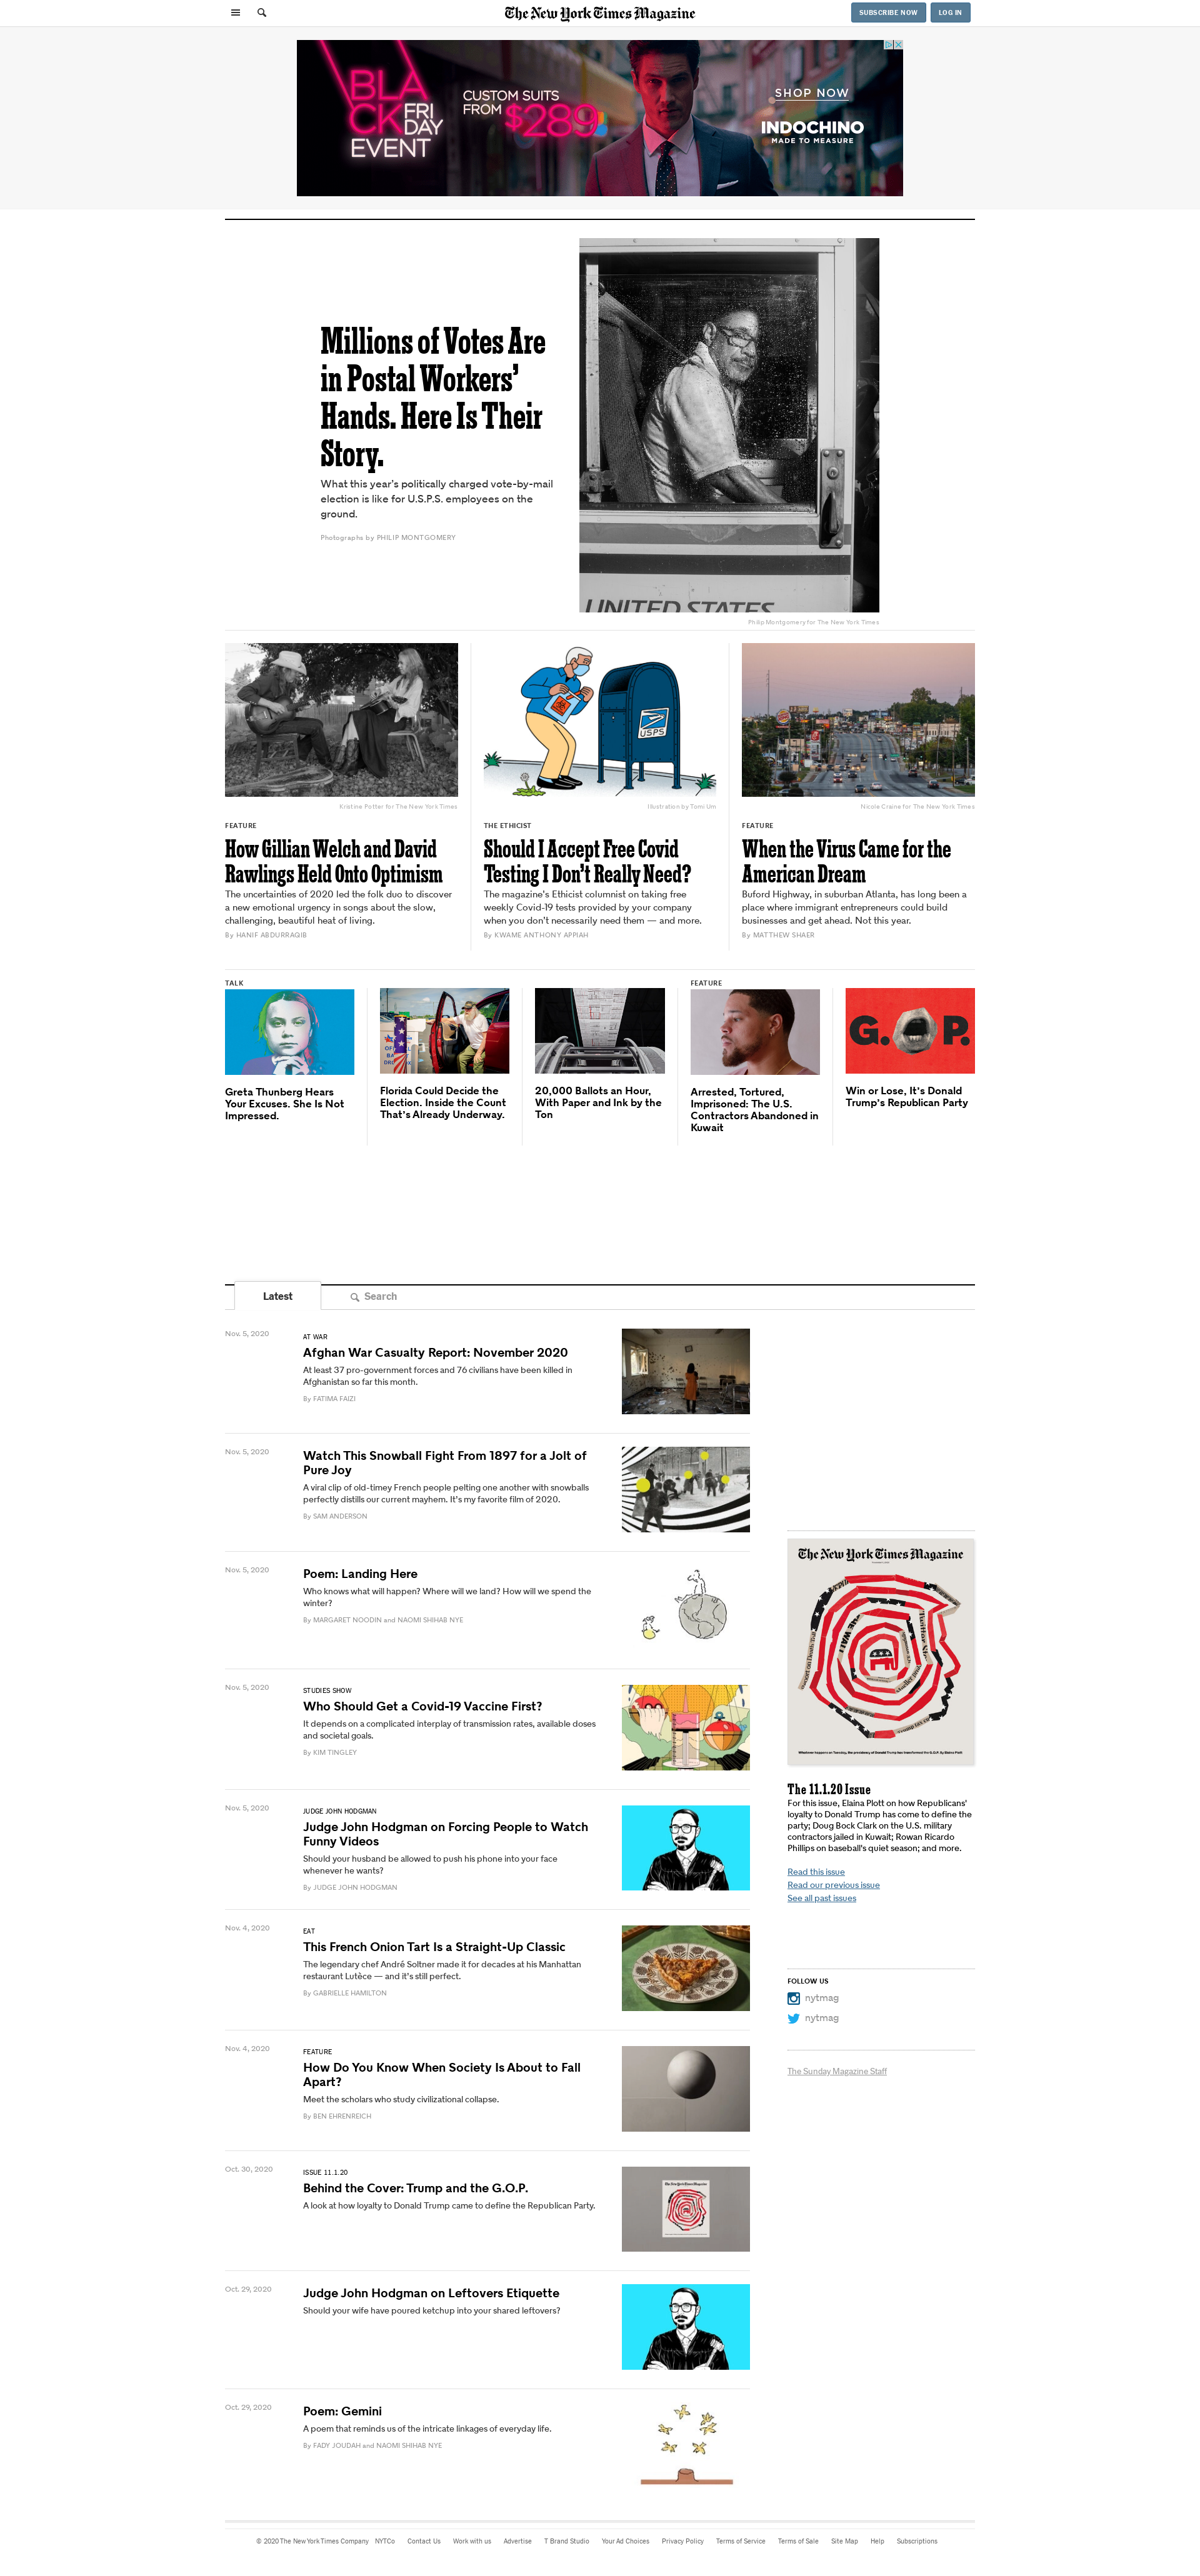 The New York Times Magazine
SUBSCRIBE NOW
LOG IN
BLA
CK
FRI
DAY
EVENT
CUSTOM SUITS
FROM $289
SHOP NOW
INDOCHINO
MADE TO MEASURE
Millions of Votes Are
in Postal Workers’
Hands. Here Is Their
Story.
What this year’s politically charged vote-by-mail
election is like for U.S.P.S. employees on the
ground.
Photographs by PHILIP MONTGOMERY
UNITED STATES
Philip Montgomery for The New York Times
Kristine Potter for The New York Times
FEATURE
How Gillian Welch and David
Rawlings Held Onto Optimism
The uncertainties of 2020 led the folk duo to discover
a new emotional urgency in songs about the slow,
challenging, beautiful heat of living.
By HANIF ABDURRAQIB
USPS
Illustration by Tomi Um
THE ETHICIST
Should I Accept Free Covid
Testing I Don’t Really Need?
The magazine’s Ethicist columnist on taking free
weekly Covid-19 tests provided by your company
when you don’t necessarily need them — and more.
By KWAME ANTHONY APPIAH
Nicole Craine for The New York Times
FEATURE
When the Virus Came for the
American Dream
Buford Highway, in suburban Atlanta, has long been a
place where immigrant entrepreneurs could build
businesses and get ahead. Not this year.
By MATTHEW SHAER
TALK
Greta Thunberg Hears
Your Excuses. She Is Not
Impressed.
Florida Could Decide the
Election. Inside the Count
That’s Already Underway.
20,000 Ballots an Hour,
With Paper and Ink by the
Ton
FEATURE
Arrested, Tortured,
Imprisoned: The U.S.
Contractors Abandoned in
Kuwait
G.O.P.
Win or Lose, It’s Donald
Trump’s Republican Party
Latest
Search
Nov. 5, 2020
AT WAR
Afghan War Casualty Report: November 2020
At least 37 pro-government forces and 76 civilians have been killed in
Afghanistan so far this month.
By FATIMA FAIZI
Nov. 5, 2020
Watch This Snowball Fight From 1897 for a Jolt of
Pure Joy
A viral clip of old-timey French people pelting one another with snowballs
perfectly distills our current mayhem. It’s my favorite film of 2020.
By SAM ANDERSON
Nov. 5, 2020
Poem: Landing Here
Who knows what will happen? Where will we land? How will we spend the
winter?
By MARGARET NOODIN and NAOMI SHIHAB NYE
Nov. 5, 2020
STUDIES SHOW
Who Should Get a Covid-19 Vaccine First?
It depends on a complicated interplay of transmission rates, available doses
and societal goals.
By KIM TINGLEY
Nov. 5, 2020
JUDGE JOHN HODGMAN
Judge John Hodgman on Forcing People to Watch
Funny Videos
Should your husband be allowed to push his phone into your face
whenever he wants?
By JUDGE JOHN HODGMAN
Nov. 4, 2020
EAT
This French Onion Tart Is a Straight-Up Classic
The legendary chef André Soltner made it for decades at his Manhattan
restaurant Lutèce — and it’s still perfect.
By GABRIELLE HAMILTON
Nov. 4, 2020
FEATURE
How Do You Know When Society Is About to Fall
Apart?
Meet the scholars who study civilizational collapse.
By BEN EHRENREICH
Oct. 30, 2020
ISSUE 11.1.20
Behind the Cover: Trump and the G.O.P.
A look at how loyalty to Donald Trump came to define the Republican Party.
Oct. 29, 2020
Judge John Hodgman on Leftovers Etiquette
Should your wife have poured ketchup into your shared leftovers?
Oct. 29, 2020
Poem: Gemini
A poem that reminds us of the intricate linkages of everyday life.
By FADY JOUDAH and NAOMI SHIHAB NYE
The New York Times Magazine
Whatever happens on Tuesday, the presidency of Donald Trump has transformed the G.O.P. By Elaina Plott
The 11.1.20 Issue
For this issue, Elaina Plott on how Republicans’
loyalty to Donald Trump has come to define the
party; Doug Bock Clark on the U.S. military
contractors jailed in Kuwait; Rowan Ricardo
Phillips on baseball’s quiet season; and more.
Read this issue
Read our previous issue
See all past issues
FOLLOW US
nytmag
nytmag
The Sunday Magazine Staff
© 2020 The New York Times Company
NYTCo
Contact Us
Work with us
Advertise
T Brand Studio
Your Ad Choices
Privacy Policy
Terms of Service
Terms of Sale
Site Map
Help
Subscriptions